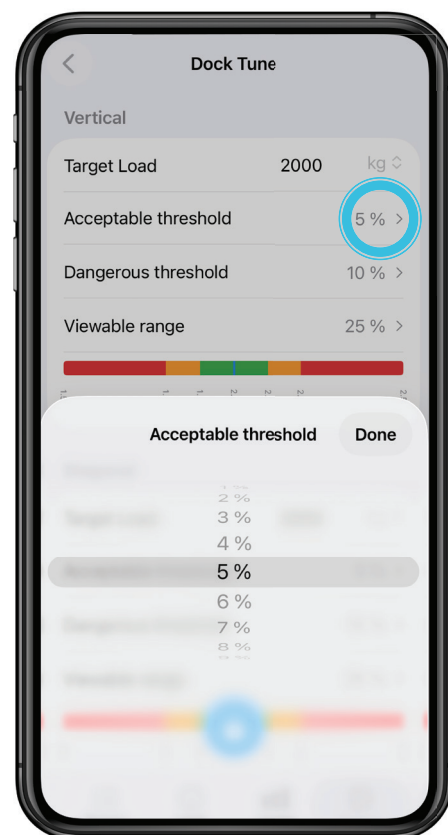 Dock Tune
Vertical
Target Load 2000 kg
Acceptable threshold 5 % >
Dangerous threshold 10 % >
Viewable range 25 % >
Acceptable threshold Done
1 %
2 %
3 %
4 %
5 %
6 %
7 %
8 %